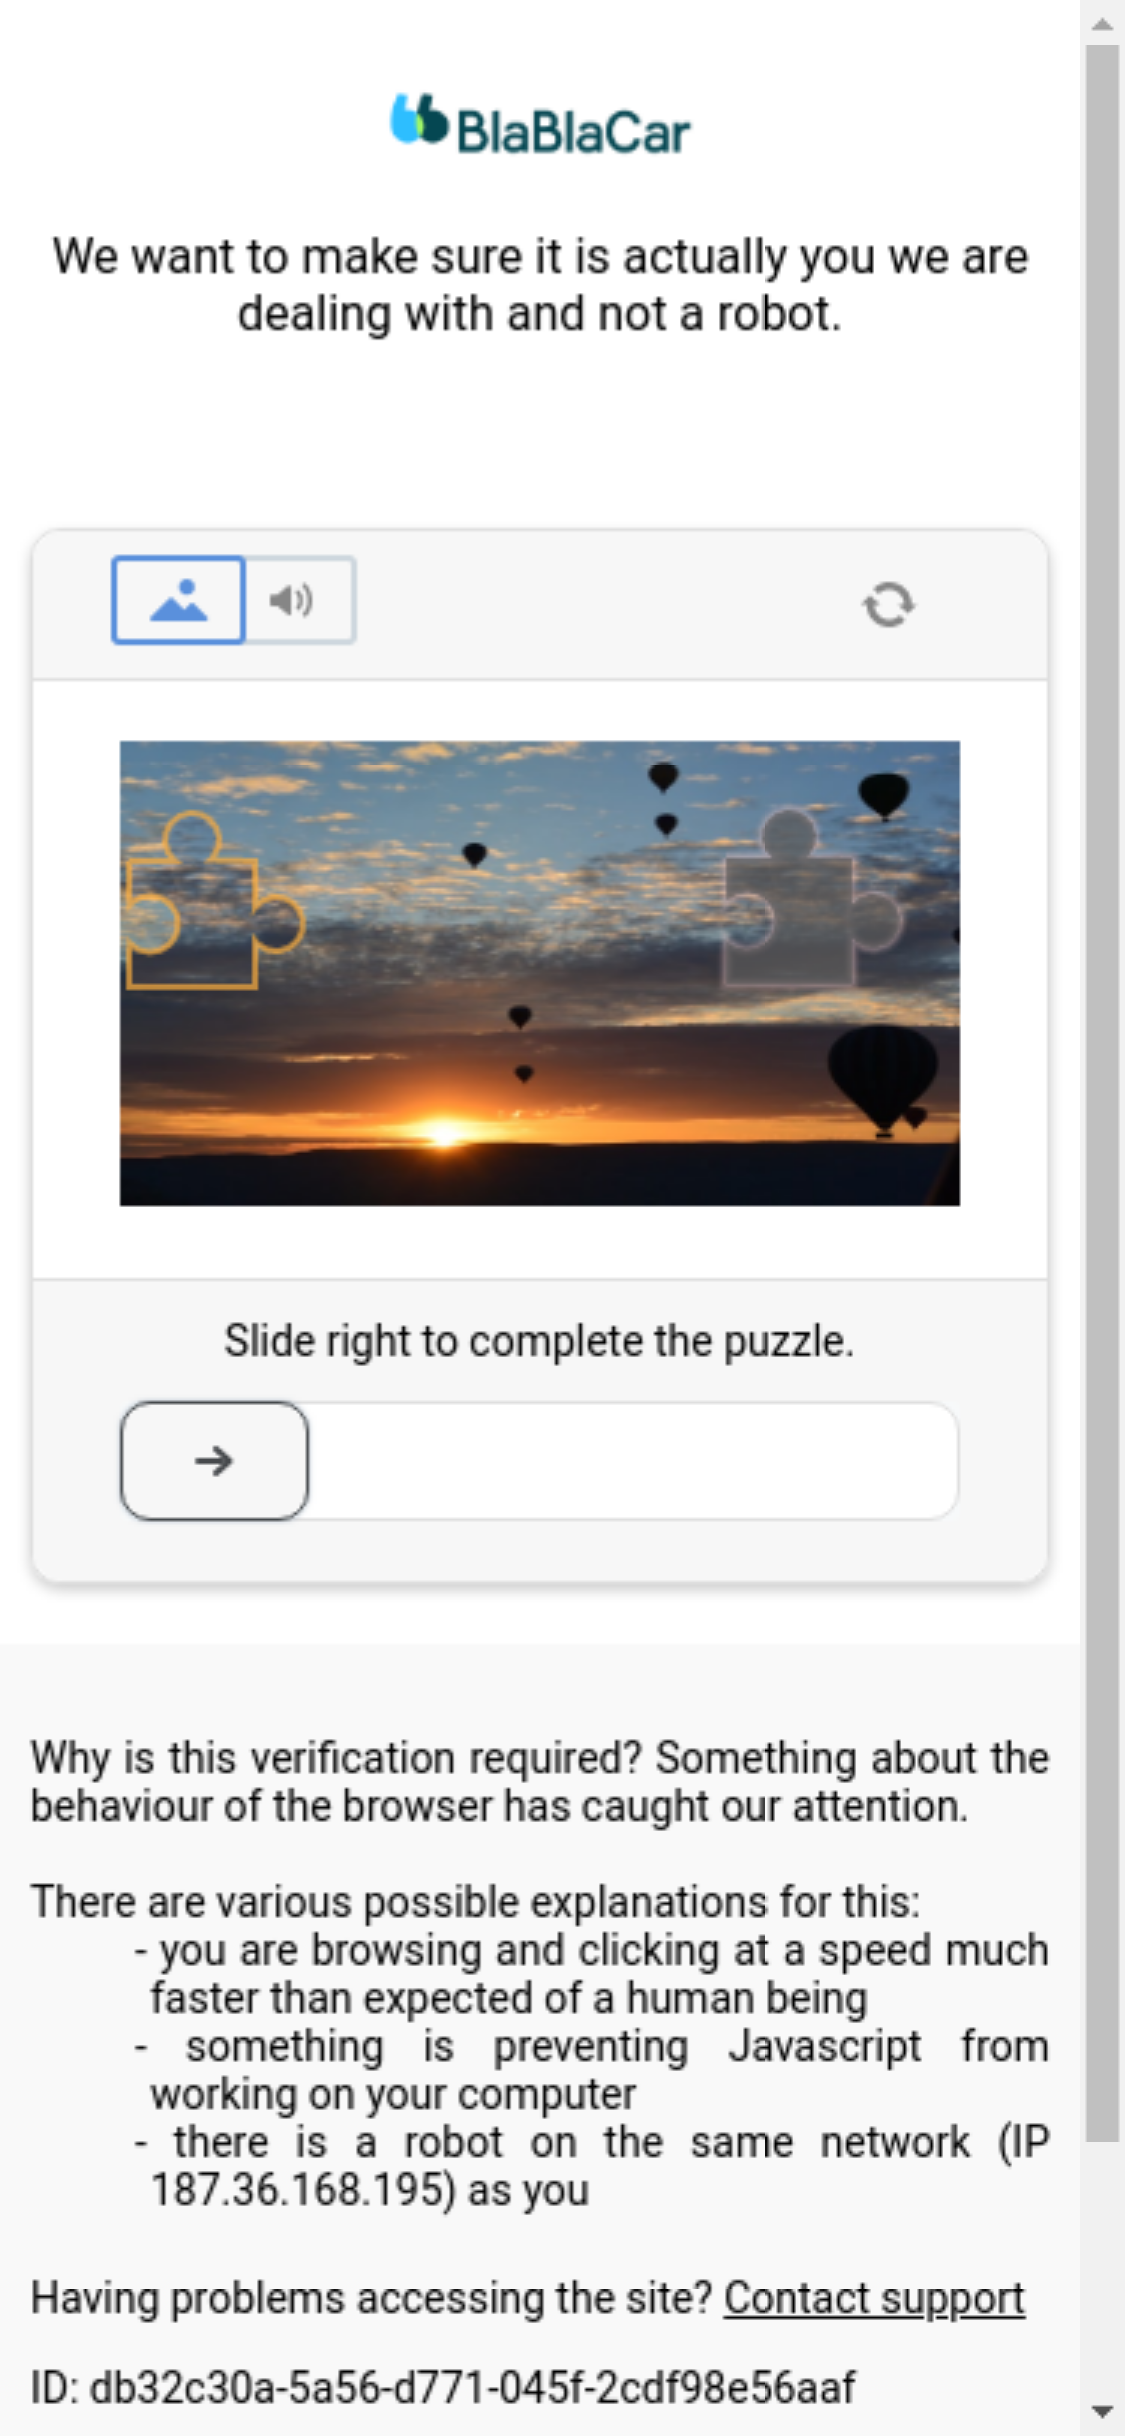 BlaBlaCar
We want to make sure it is actually you we are
dealing with and not a robot.
Slide right to complete the puzzle.
Why is this verification required? Something about the
behaviour of the browser has caught our attention.
There are various possible explanations for this:
- you are browsing and clicking at a speed much
faster than expected of a human being
- something is preventing Javascript from
working on your computer
- there is a robot on the same network (IP
187.36.168.195) as you
Having problems accessing the site? Contact support
ID: db32c30a-5a56-d771-045f-2cdf98e56aaf